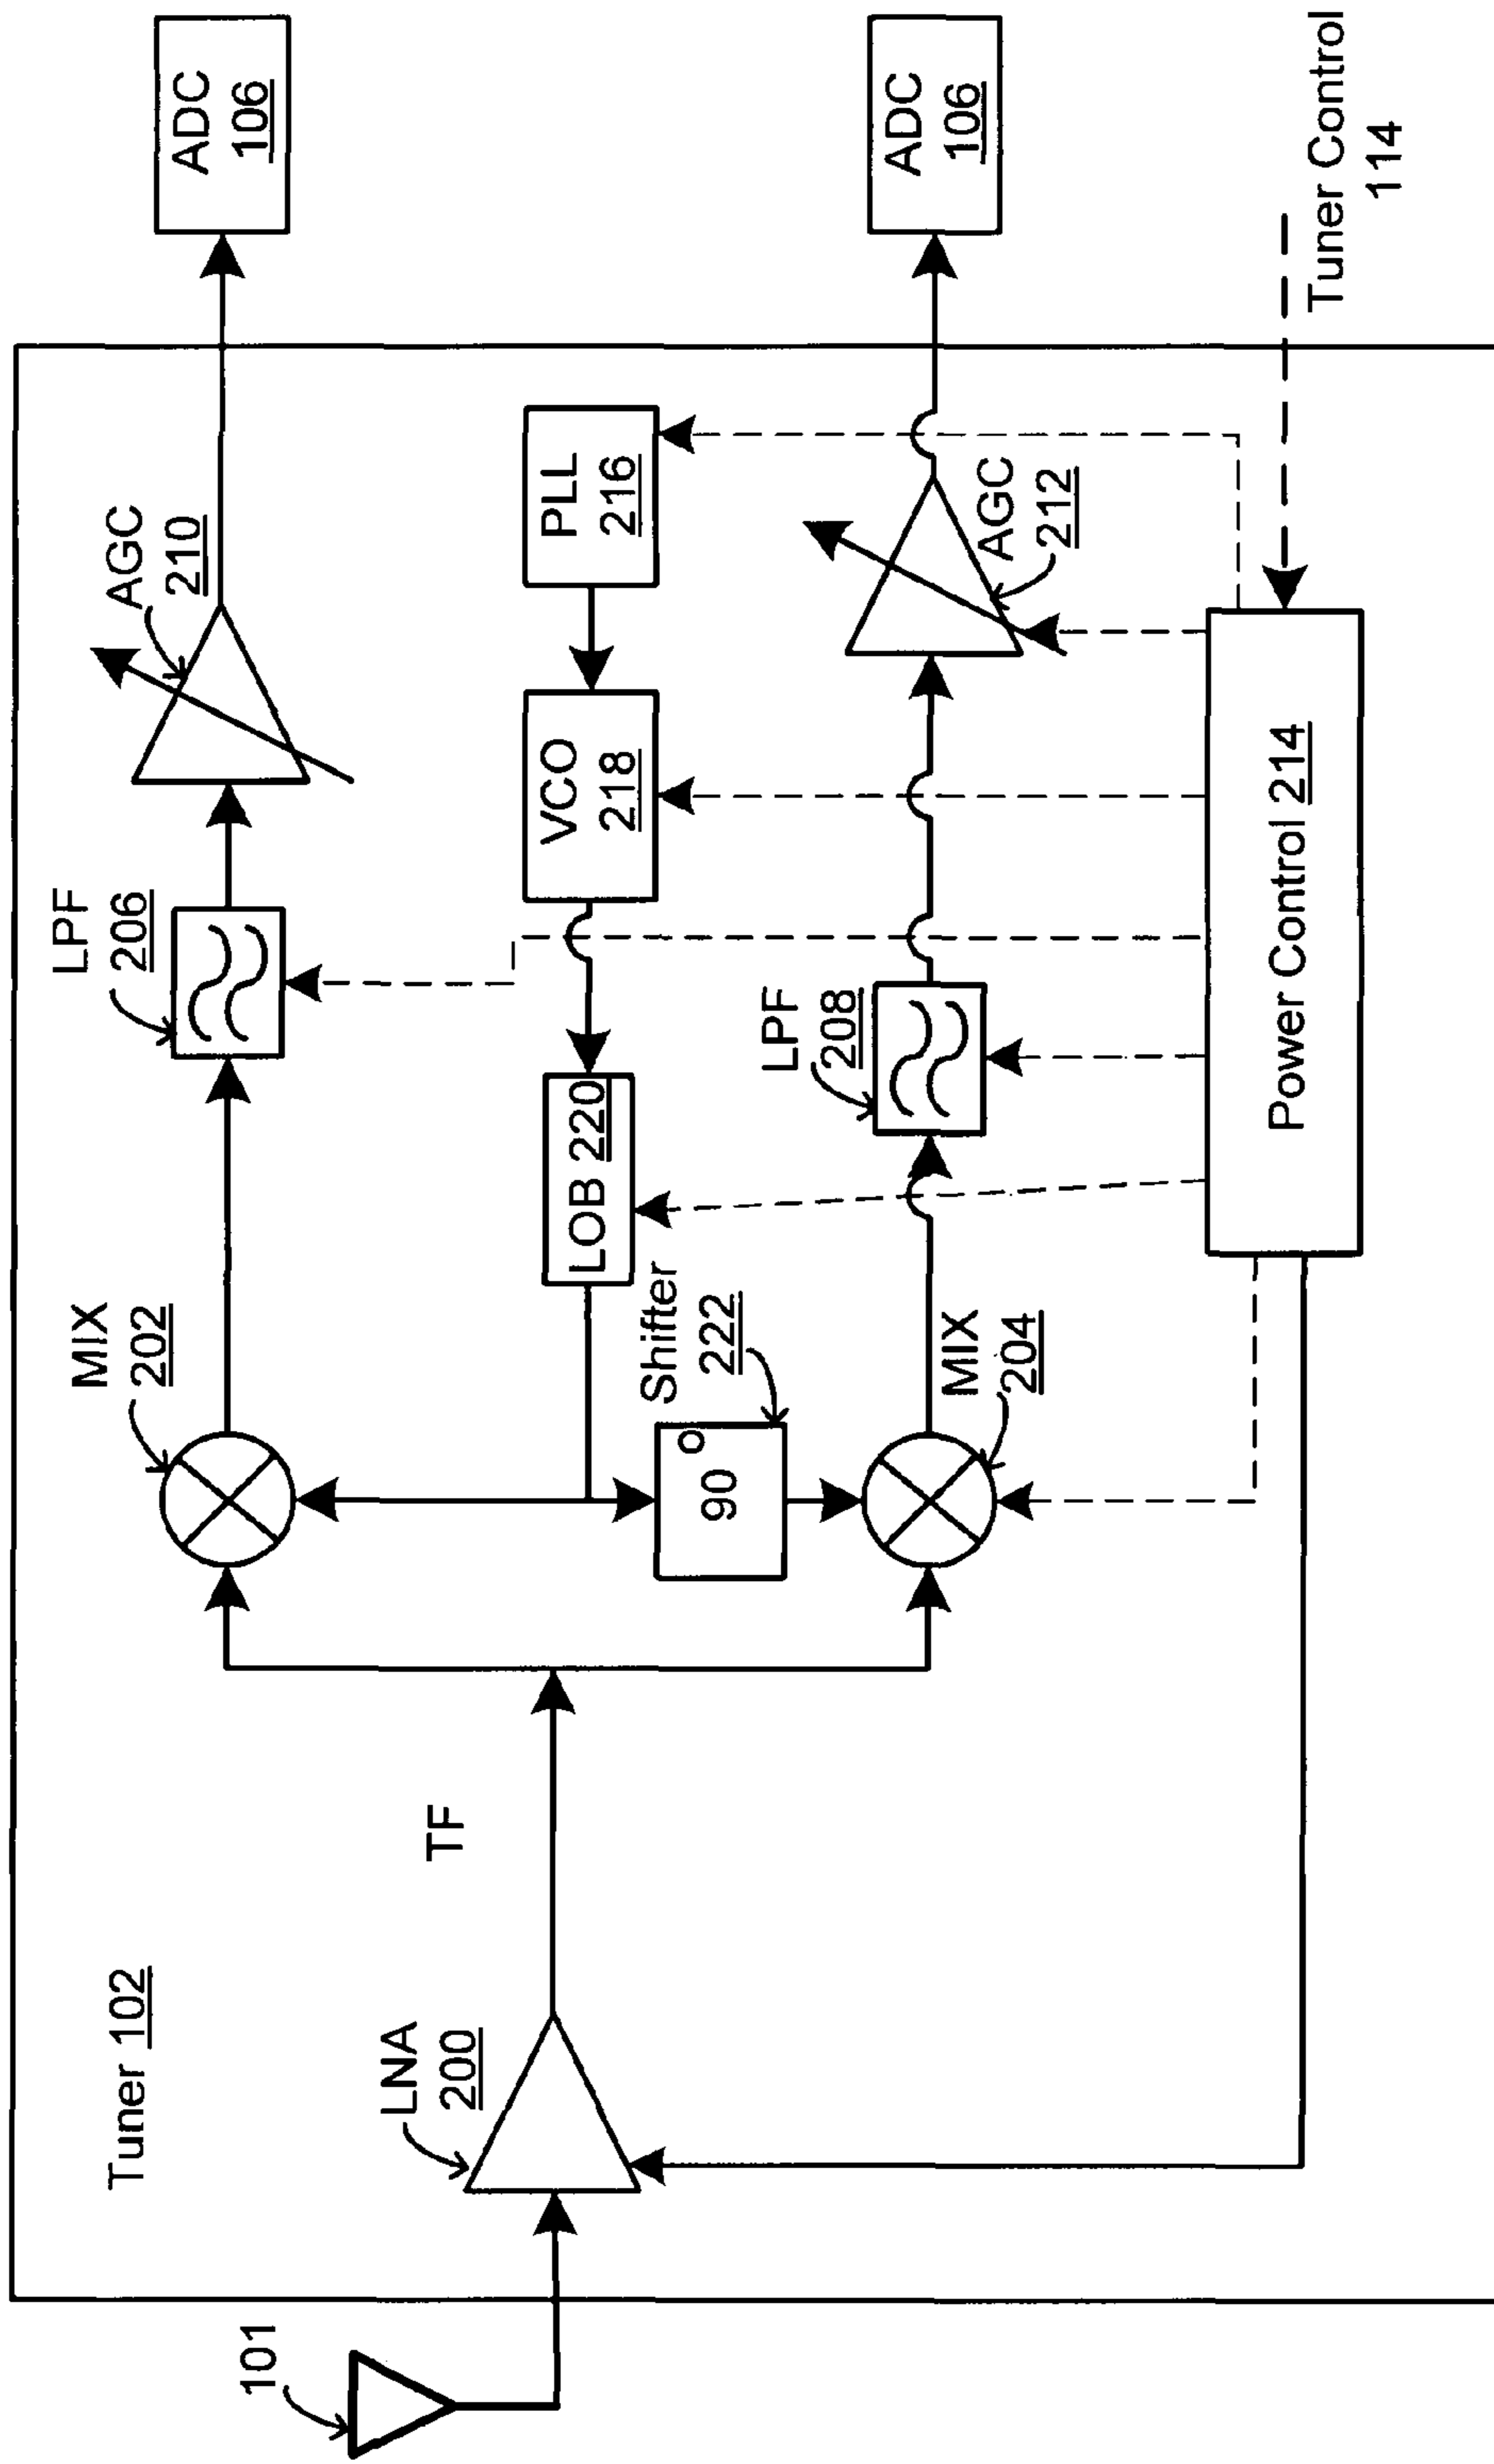 Tuner 102
101
LNA
200
TF
MIX
202
LPF
206
AGC
210
ADC
106
LOB 220
VCO
218
PLL
216
Shifter
222
90°
MIX
204
LPF
208
AGC
212
ADC
106
Power Control 214
Tuner Control
114